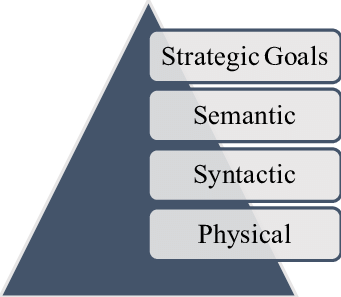 Strategic Goals
Semantic
Syntactic
Physical